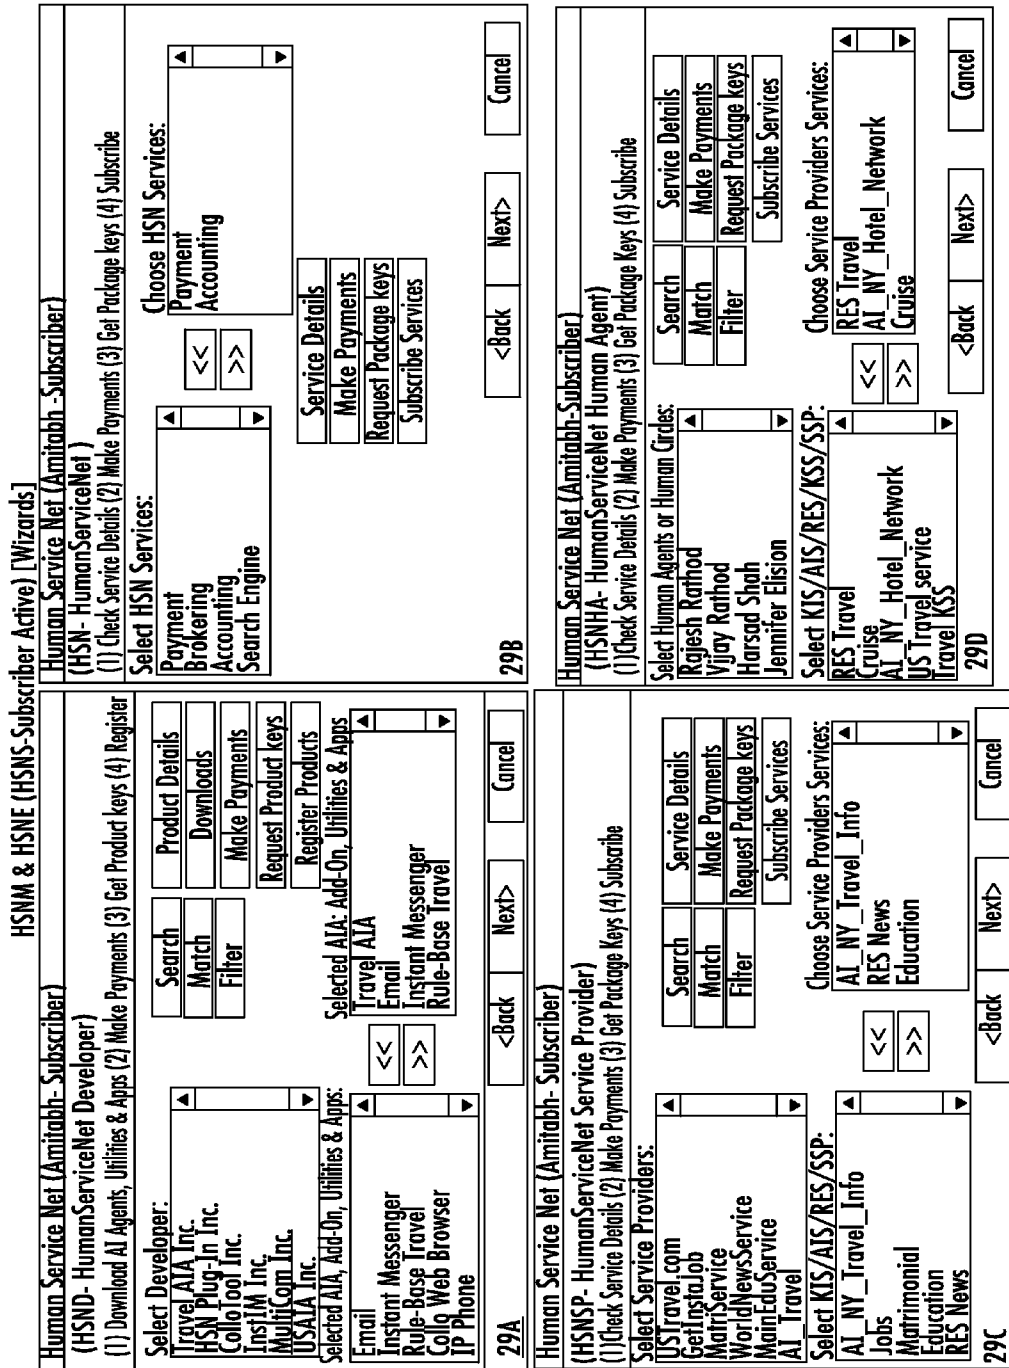 HSNM & HSNE (HSNS-Subscriber Active) [Wizards]
Human Service Net (Amitabh- Subscriber)
(HSND- HumanServiceNet Developer)
(1) Download AI Agents, Utilities & Apps (2) Make Payments (3) Get Product keys (4) Register
Select Developer:
Travel AIA Inc.
HSN Plug-In Inc.
Collo Tool Inc.
InstIM Inc.
MultiCom Inc.
USAIA Inc.
Search
Match
Filter
Product Details
Downloads
Make Payments
Request Product keys
Register Products
Selected AIA, Add-On, Utilities & Apps:
Email
Instant Messenger
Rule-Base Travel
Collo Web Browser
IP Phone
<<
>>
Selected AIA: Add-On, Utilities & Apps
Travel AIA
Email
Instant Messenger
Rule-Base Travel
29A
<Back
Next>
Cancel
Human Service Net (Amitabh -Subscriber)
(HSN- HumanServiceNet )
(1) Check Service Details (2) Make Payments (3) Get Package Keys (4) Subscribe
Select HSN Services:
Payment
Brokering
Accounting
Search Engine
<<
>>
Choose HSN Services:
Payment
Accounting
Service Details
Make Payments
Request Package keys
Subscribe Services
29B
<Back
Next>
Cancel
Human Service Net (Amitabh- Subscriber)
(HSNSP- HumanServiceNet Service Provider)
(1)Check Service Details (2) Make Payments (3) Get Package Keys (4) Subscribe
Select Service Providers:
USTravel.com
GetInstaJob
MatriService
WorldNewsService
MainEduService
AI_Travel
Search
Match
Filter
Service Details
Make Payments
Request Package keys
Subscribe Services
Select KIS/AIS/RES/KSS/SSP:
AI_NY_Travel_Info
Jobs
Matrimonial
Education
RES News
<<
>>
Choose Service Providers Services:
AI_NY_Travel_Info
RES News
Education
29C
<Back
Next>
Cancel
Human Service Net (Amitabh-Subscriber)
(HSNHA- HumanServiceNet Human Agent)
(1)Check Service Details (2) Make Payments (3) Get Package Keys (4) Subscribe
Select Human Agents or Human Circles:
Rajesh Rathod
Vijay Rathod
Harsad Shah
Jennifer Elision
Search
Match
Filter
Service Details
Make Payments
Request Package keys
Subscribe Services
Select KIS/AIS/RES/KSS/SSP:
RES Travel
Cruise
AI_NY_Hotel_Network
US Travel service
Travel KSS
<<
>>
Choose Service Providers Services:
RES Travel
AI_NY_Hotel_Network
Cruise
29D
<Back
Next>
Cancel